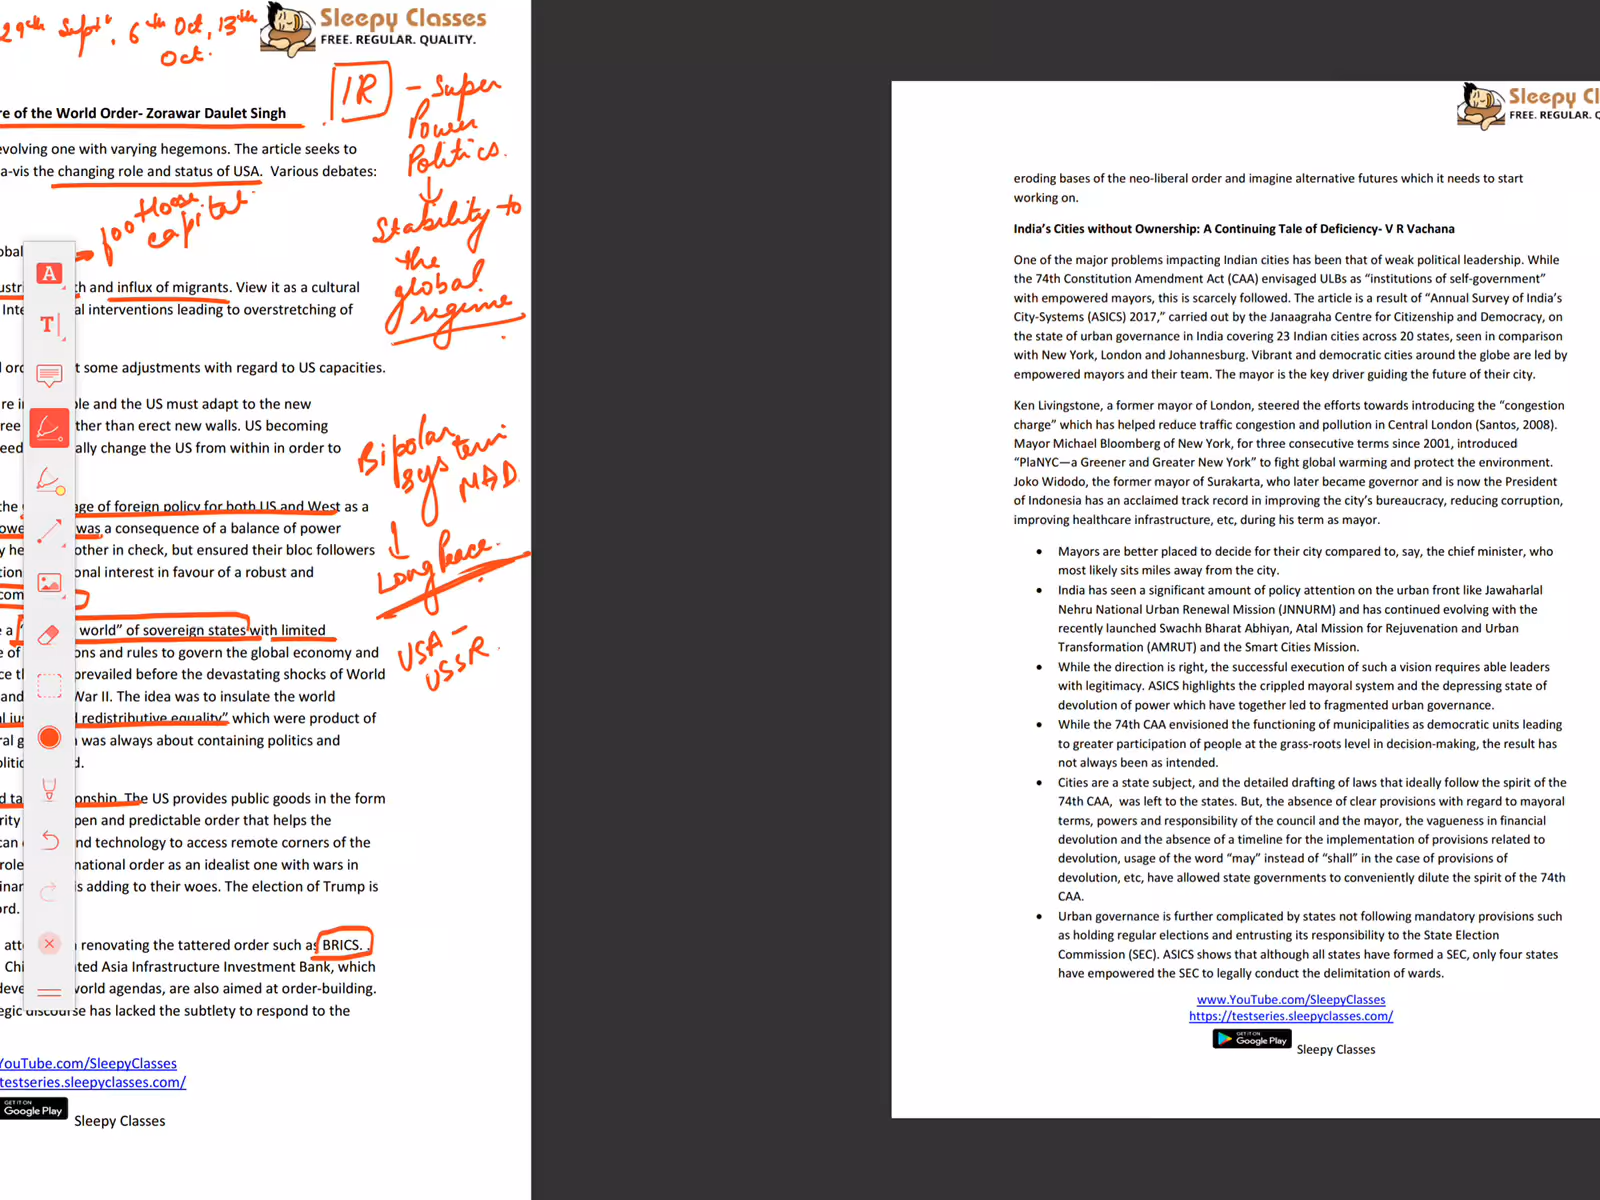 29th Sept, 6th Oct, 13th Oct.
Sleepy Classes
FREE. REGULAR. QUALITY.
IR - Super Power Politics.
re of the World Order- Zorawar Daulet Singh
evolving one with varying hegemons. The article seeks to
a-vis the changing role and status of USA. Various debates:
foot loose capital
Stability to the global regime
obal
ustri h and influx of migrants. View it as a cultural
Inte al interventions leading to overstretching of
ord t some adjustments with regard to US capacities.
re i ble and the US must adapt to the new
ree ther than erect new walls. US becoming
eed ally change the US from within in order to
Bipolar system MAD
the age of foreign policy for both US and West as a
owe was a consequence of a balance of power
y he other in check, but ensured their bloc followers
tion onal interest in favour of a robust and
com
Long Peace.
e a world” of sovereign states with limited
e of ons and rules to govern the global economy and
ce t prevailed before the devastating shocks of World
and War II. The idea was to insulate the world
l jus d redistributive equality” which were product of
ral g was always about containing politics and
olitic d.
USA - USSR.
d ta onship. The US provides public goods in the form
rity pen and predictable order that helps the
can nd technology to access remote corners of the
role national order as an idealist one with wars in
inan is adding to their woes. The election of Trump is
ord.
att renovating the tattered order such as BRICS. .
Chi ted Asia Infrastructure Investment Bank, which
deve world agendas, are also aimed at order-building.
egic discourse has lacked the subtlety to respond to the
YouTube.com/SleepyClasses
testseries.sleepyclasses.com/
GET IT ON
Google Play
Sleepy Classes
A
T
Sleepy Cl
FREE. REGULAR. Q
eroding bases of the neo-liberal order and imagine alternative futures which it needs to start
working on.
India’s Cities without Ownership: A Continuing Tale of Deficiency- V R Vachana
One of the major problems impacting Indian cities has been that of weak political leadership. While
the 74th Constitution Amendment Act (CAA) envisaged ULBs as “institutions of self-government”
with empowered mayors, this is scarcely followed. The article is a result of “Annual Survey of India’s
City-Systems (ASICS) 2017,” carried out by the Janaagraha Centre for Citizenship and Democracy, on
the state of urban governance in India covering 23 Indian cities across 20 states, seen in comparison
with New York, London and Johannesburg. Vibrant and democratic cities around the globe are led by
empowered mayors and their team. The mayor is the key driver guiding the future of their city.
Ken Livingstone, a former mayor of London, steered the efforts towards introducing the “congestion
charge” which has helped reduce traffic congestion and pollution in Central London (Santos, 2008).
Mayor Michael Bloomberg of New York, for three consecutive terms since 2001, introduced
“PlaNYC—a Greener and Greater New York” to fight global warming and protect the environment.
Joko Widodo, the former mayor of Surakarta, who later became governor and is now the President
of Indonesia has an acclaimed track record in improving the city’s bureaucracy, reducing corruption,
improving healthcare infrastructure, etc, during his term as mayor.
• Mayors are better placed to decide for their city compared to, say, the chief minister, who
most likely sits miles away from the city.
• India has seen a significant amount of policy attention on the urban front like Jawaharlal
Nehru National Urban Renewal Mission (JNNURM) and has continued evolving with the
recently launched Swachh Bharat Abhiyan, Atal Mission for Rejuvenation and Urban
Transformation (AMRUT) and the Smart Cities Mission.
• While the direction is right, the successful execution of such a vision requires able leaders
with legitimacy. ASICS highlights the crippled mayoral system and the depressing state of
devolution of power which have together led to fragmented urban governance.
• While the 74th CAA envisioned the functioning of municipalities as democratic units leading
to greater participation of people at the grass-roots level in decision-making, the result has
not always been as intended.
• Cities are a state subject, and the detailed drafting of laws that ideally follow the spirit of the
74th CAA, was left to the states. But, the absence of clear provisions with regard to mayoral
terms, powers and responsibility of the council and the mayor, the vagueness in financial
devolution and the absence of a timeline for the implementation of provisions related to
devolution, usage of the word “may” instead of “shall” in the case of provisions of
devolution, etc, have allowed state governments to conveniently dilute the spirit of the 74th
CAA.
• Urban governance is further complicated by states not following mandatory provisions such
as holding regular elections and entrusting its responsibility to the State Election
Commission (SEC). ASICS shows that although all states have formed a SEC, only four states
have empowered the SEC to legally conduct the delimitation of wards.
www.YouTube.com/SleepyClasses
https://testseries.sleepyclasses.com/
GET IT ON
Google Play
Sleepy Classes